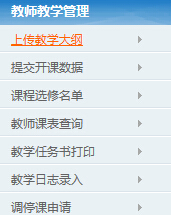 教师教学管理
上传教学大纲
提交开课数据
课程选修名单
教师课表查询
教学任务书打印
教学日志录入
调停课申请